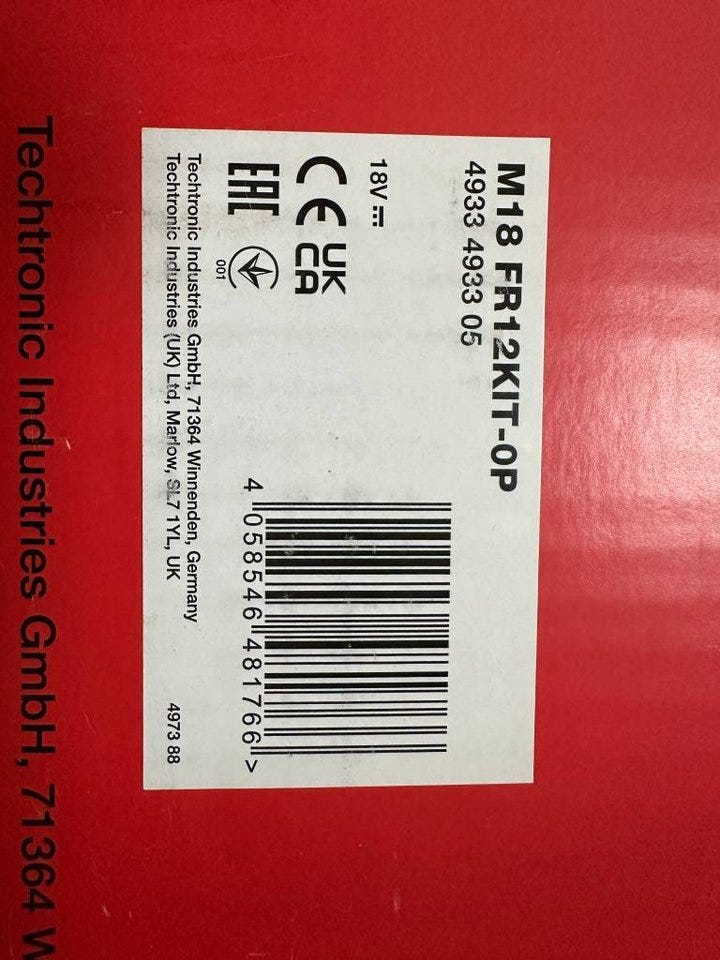 M18 FR12KIT-0P
4933 4933 05
18V
CE
UK
CA
EAC
001
4 058546 481766 >
Techtronic Industries GmbH, 71364 Winnenden, Germany
Techtronic Industries (UK) Ltd, Marlow, SL7 1YL, UK
4973 88
Techtronic Industries GmbH, 71364 W